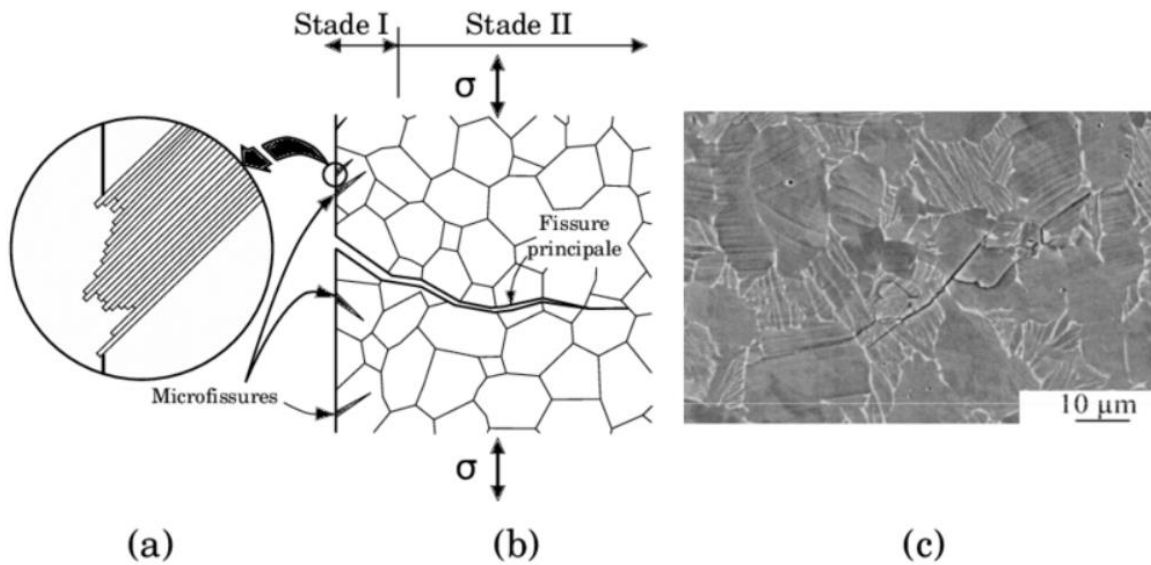 Stade I
Stade II
σ
Fissure
principale
Microfissures
10 μm
σ
(a)
(b)
(c)